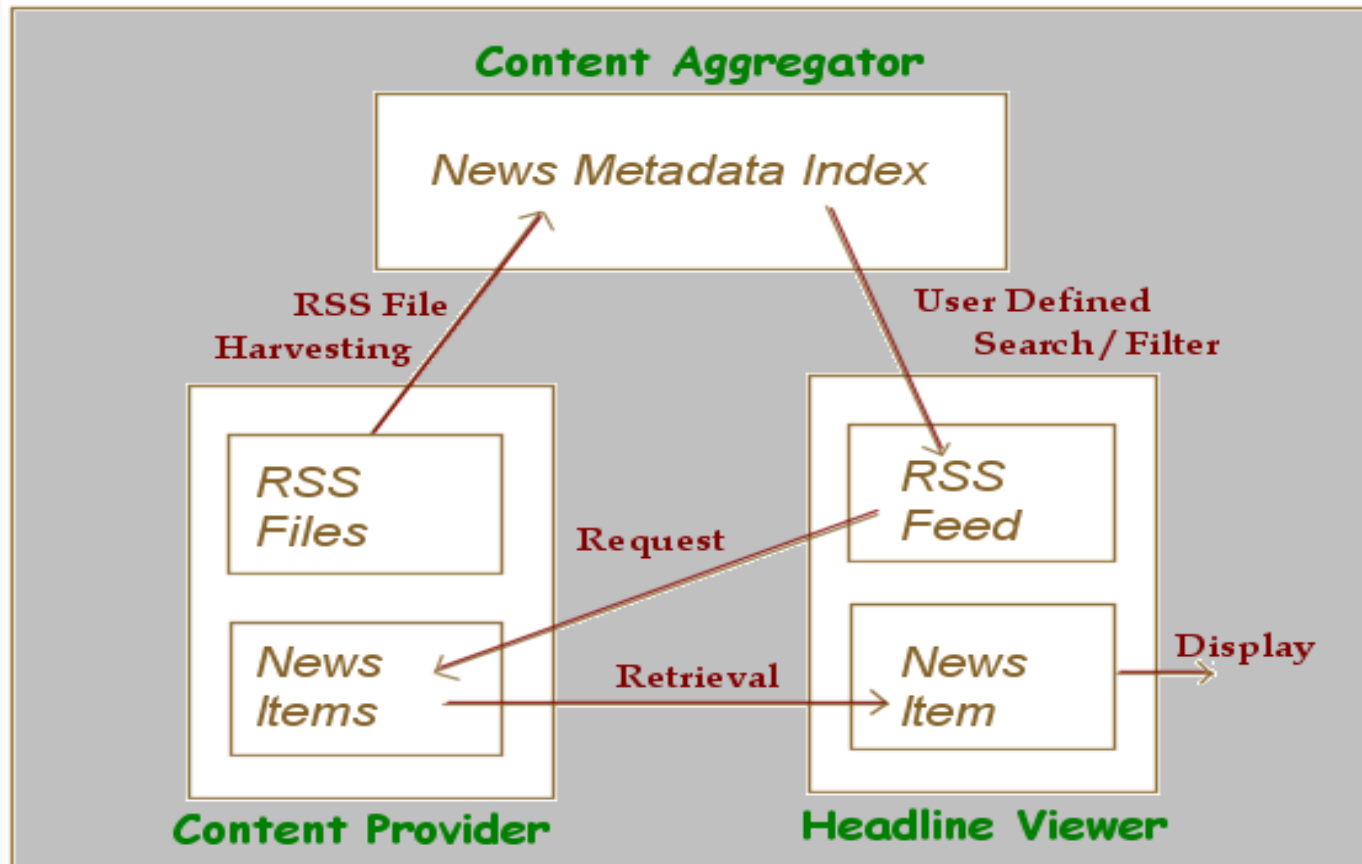 Content Aggregator
News Metadata Index
RSS File
Harvesting
User Defined
Search / Filter
RSS
Files
RSS
Feed
Request
News
Items
Retrieval
News
Item
Display
Content Provider
Headline Viewer